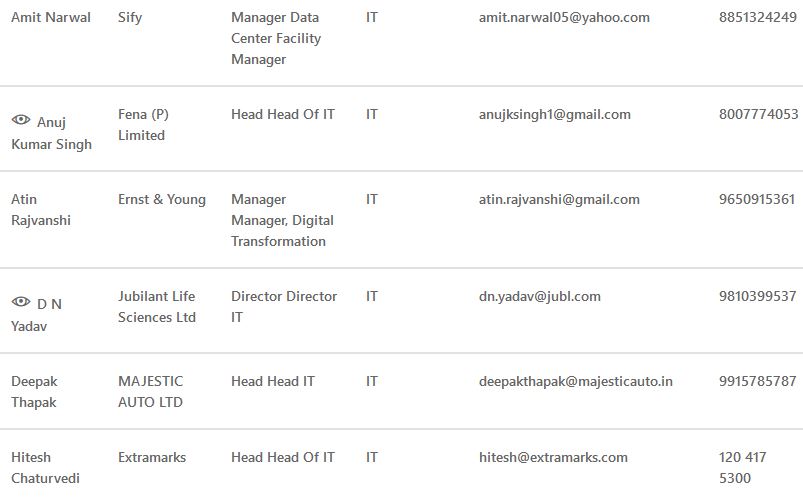 Amit Narwal Sify Manager Data IT amit.narwal05@yahoo.com 8851324249
Center Facility
Manager
Anuj Fena (P) Head Head Of IT IT anujksingh1@gmail.com 8007774053
Kumar Singh Limited
Atin Ernst & Young Manager IT atin.rajvanshi@gmail.com 9650915361
Rajvanshi Manager, Digital
Transformation
D N Jubilant Life Director Director IT dn.yadav@jubl.com 9810399537
Yadav Sciences Ltd IT
Deepak MAJESTIC Head Head IT IT deepakthapak@majesticauto.in 9915785787
Thapak AUTO LTD
Hitesh Extramarks Head Head Of IT IT hitesh@extramarks.com 120 417
Chaturvedi 5300